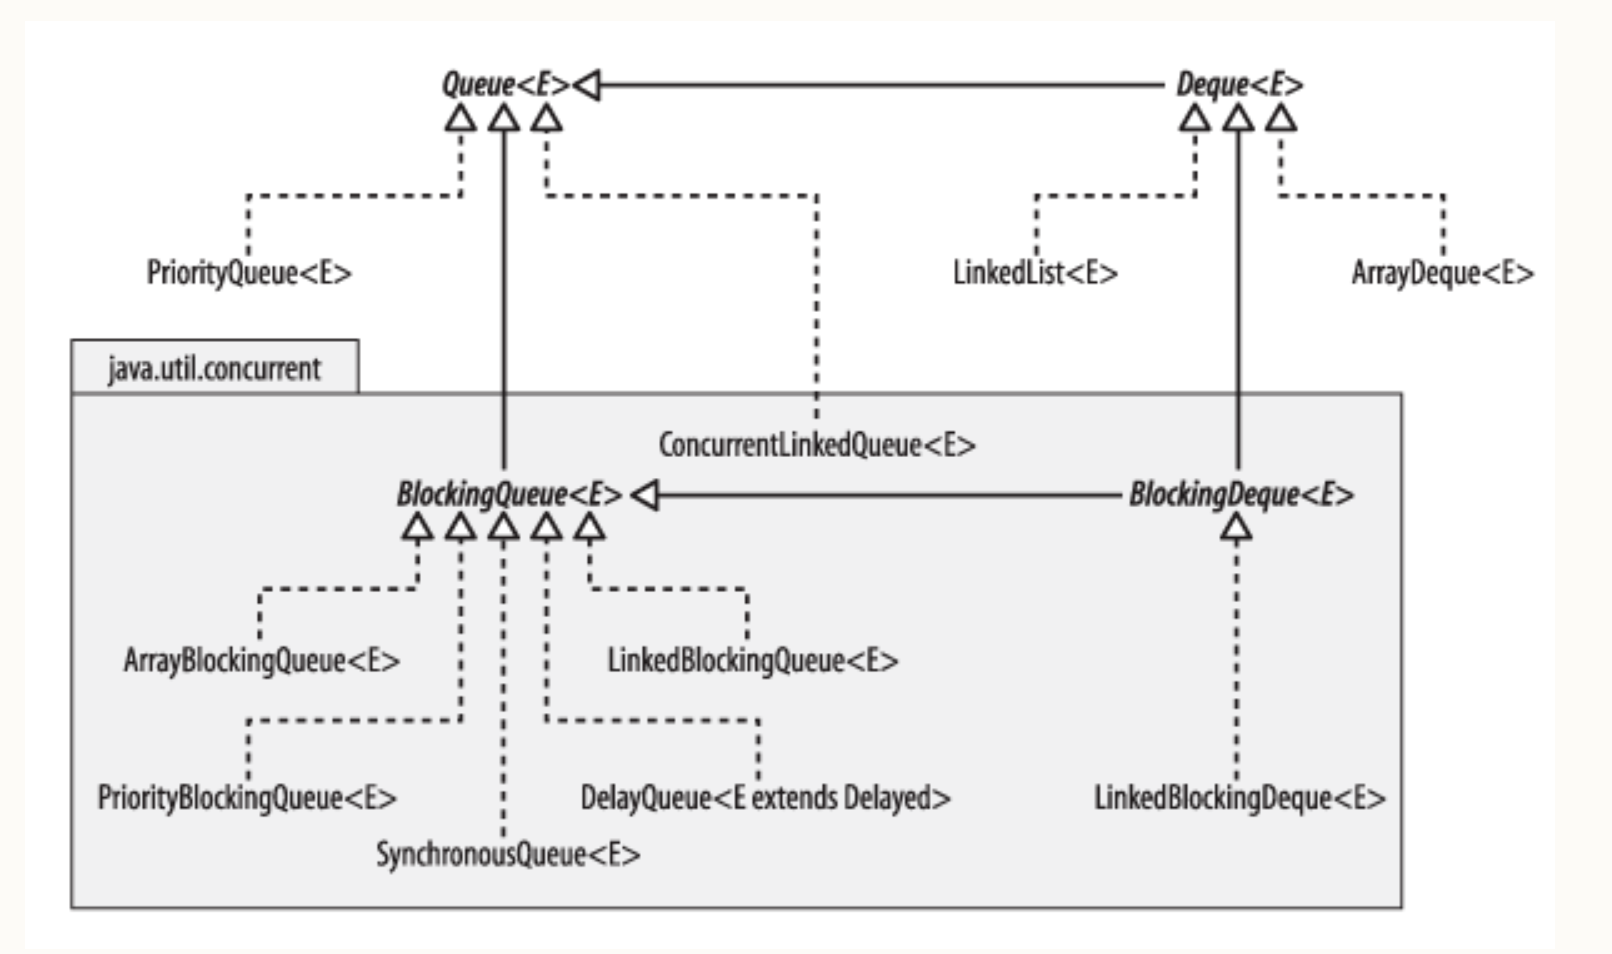 Queue<E>
Deque<E>
PriorityQueue<E>
LinkedList<E>
ArrayDeque<E>
java.util.concurrent
ConcurrentLinkedQueue<E>
BlockingQueue<E>
BlockingDeque<E>
ArrayBlockingQueue<E>
LinkedBlockingQueue<E>
PriorityBlockingQueue<E>
DelayQueue<E extends Delayed>
LinkedBlockingDeque<E>
SynchronousQueue<E>